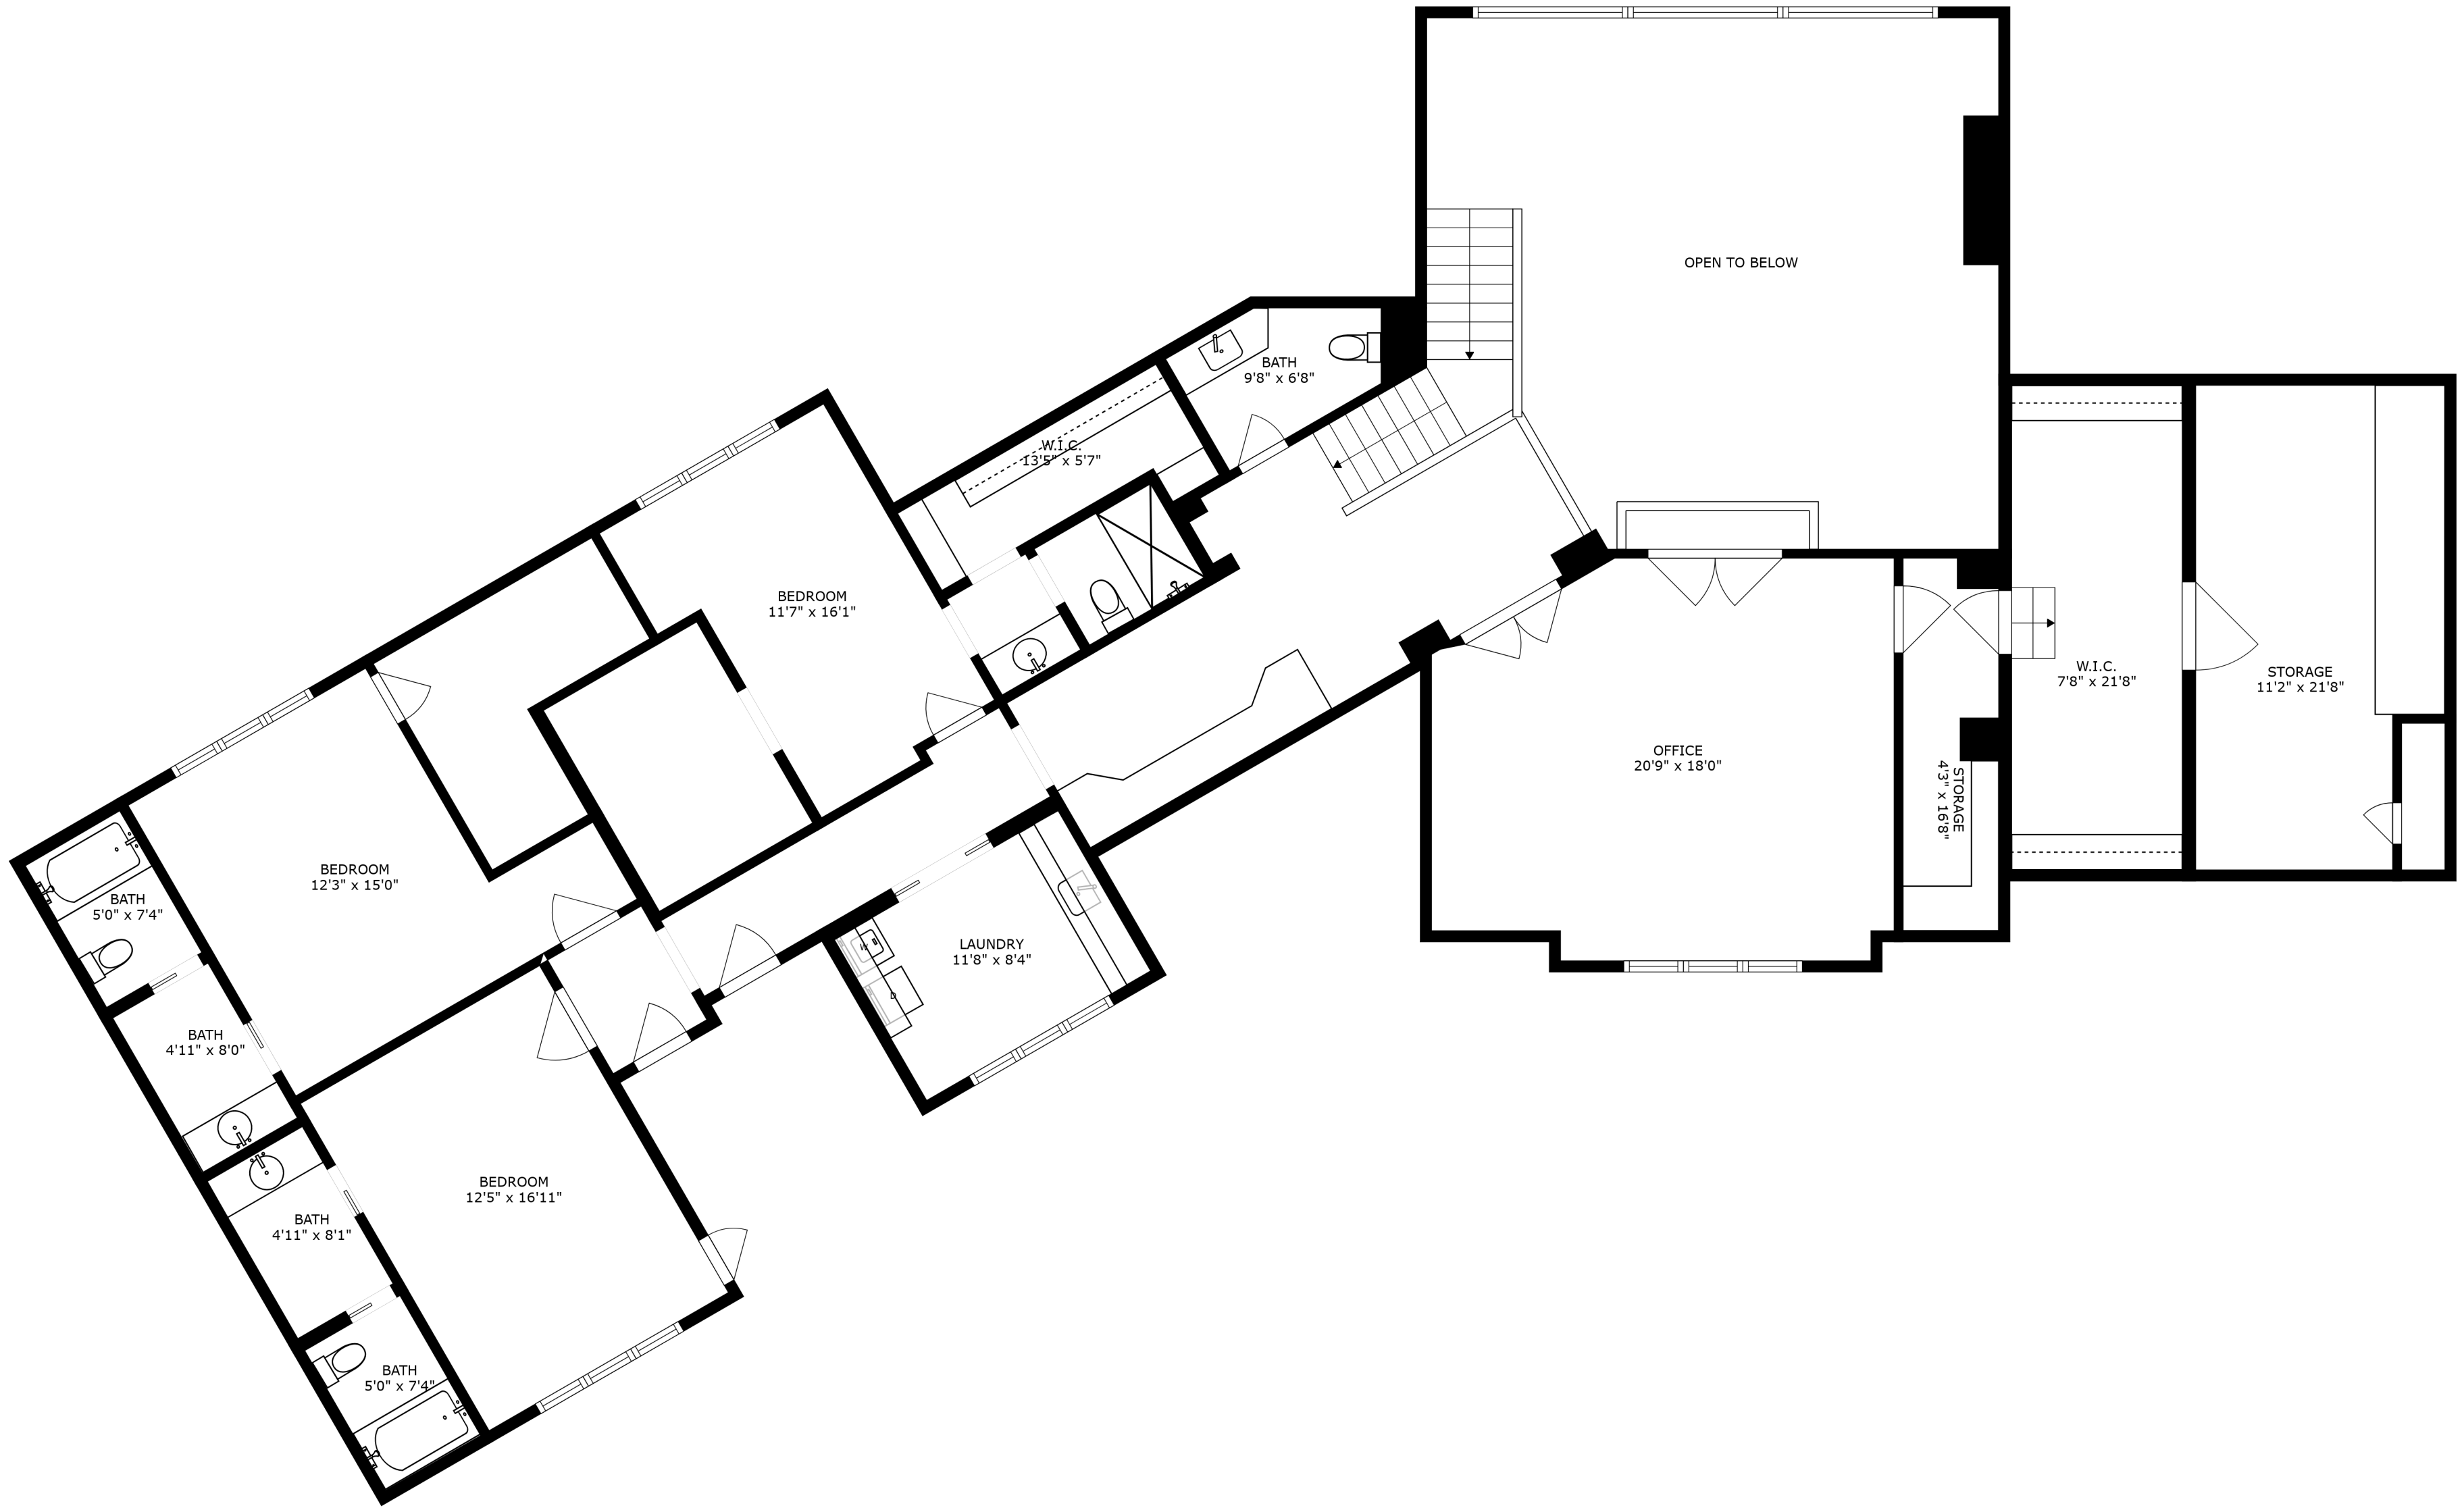 OPEN TO BELOW
BATH
9'8" x 6'8"
W.I.C.
13'5" x 5'7"
BEDROOM
11'7" x 16'1"
W.I.C.
7'8" x 21'8"
STORAGE
11'2" x 21'8"
OFFICE
20'9" x 18'0"
STORAGE
4'3" x 16'8"
BEDROOM
12'3" x 15'0"
BATH
5'0" x 7'4"
LAUNDRY
11'8" x 8'4"
W
D
BATH
4'11" x 8'0"
BEDROOM
12'5" x 16'11"
BATH
4'11" x 8'1"
BATH
5'0" x 7'4"